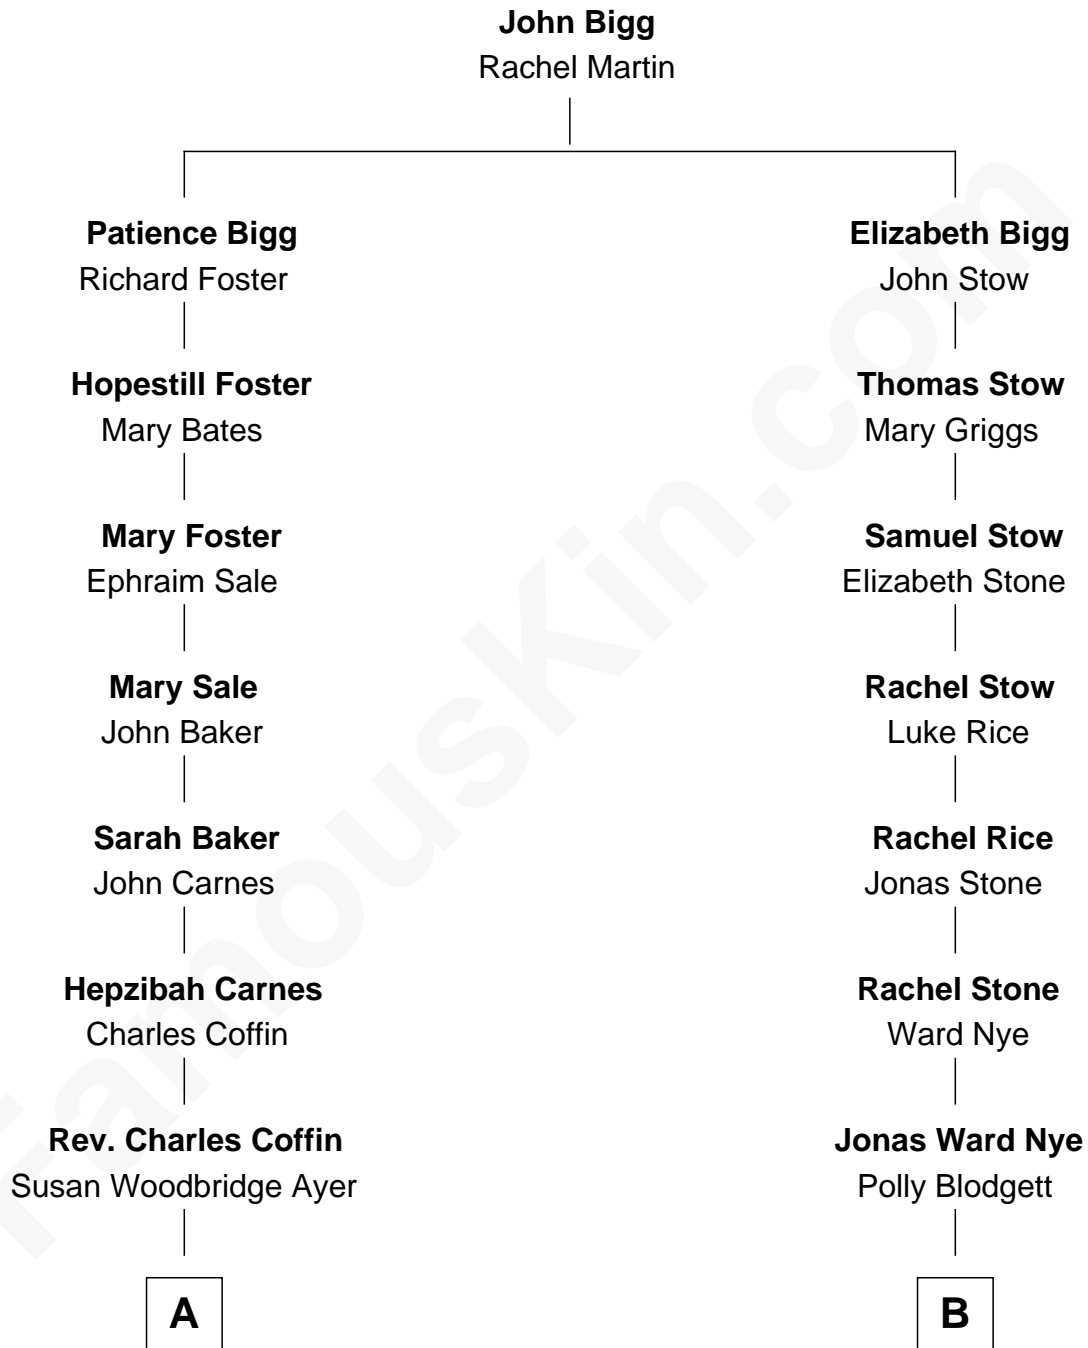 John Bigg
Rachel Martin
Patience Bigg
Richard Foster
Elizabeth Bigg
John Stow
Hopestill Foster
Mary Bates
Thomas Stow
Mary Griggs
Mary Foster
Ephraim Sale
Samuel Stow
Elizabeth Stone
Mary Sale
John Baker
Rachel Stow
Luke Rice
Sarah Baker
John Carnes
Rachel Rice
Jonas Stone
Hepzibah Carnes
Charles Coffin
Rachel Stone
Ward Nye
Rev. Charles Coffin
Susan Woodbridge Ayer
Jonas Ward Nye
Polly Blodgett
A
B
FamousKin.com